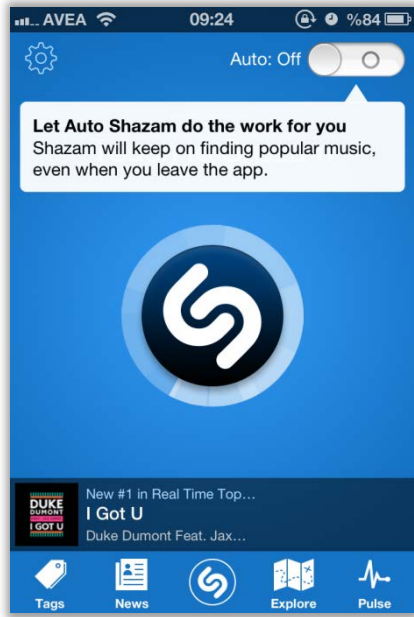 AVEA 09:24 %84
Auto: Off
Let Auto Shazam do the work for you
Shazam will keep on finding popular music,
even when you leave the app.
DUKE
DUMONT
I GOT U
New #1 in Real Time Top...
I Got U
Duke Dumont Feat. Jax...
Tags News Explore Pulse